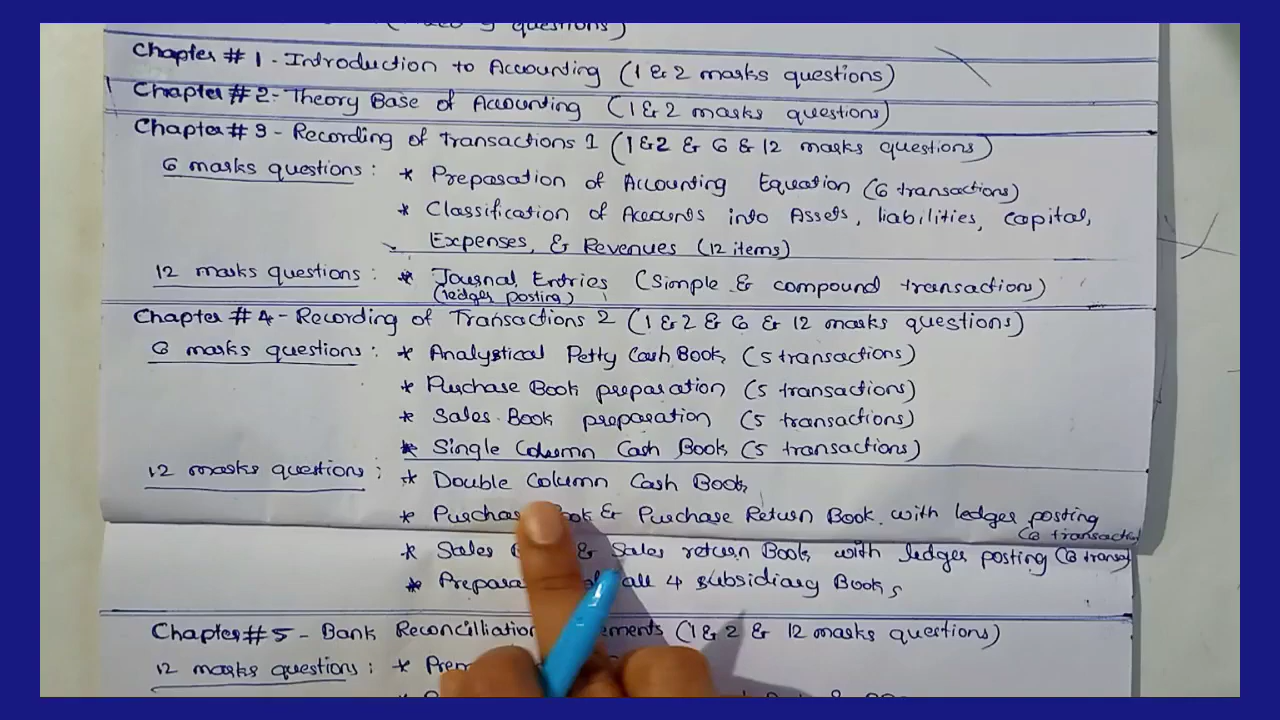 questions)
Chapter # 1 - Introduction to Accounting (1 & 2 marks questions)
Chapter # 2 - Theory Base of Accounting (1 & 2 marks questions)
Chapter # 3 - Recording of Transactions 1 (1 & 2 & 6 & 12 marks questions)
6 marks questions : * Preparation of Accounting Equation (6 transactions)
* Classification of Accounts into Assets, liabilities, capital,
Expenses, & Revenues (12 items)
12 marks questions : * Journal Entries (Simple & compound transactions)
(ledger posting)
Chapter # 4 - Recording of Transactions 2 (1 & 2 & 6 & 12 marks questions)
6 marks questions : * Analystical Petty Cash Book (5 transactions)
* Purchase Book preparation (5 transactions)
* Sales Book preparation (5 transactions)
* Single Column Cash Book (5 transactions)
12 marks questions : * Double Column Cash Book
* Purchase Book & Purchase Return Book with ledger posting
* Sales & Sales return Book with ledger posting
* all 4 subsidiary Books
Chapter # 5 - Bank Reconcilliation (1 & 2 & 12 marks questions)
12 marks questions : *